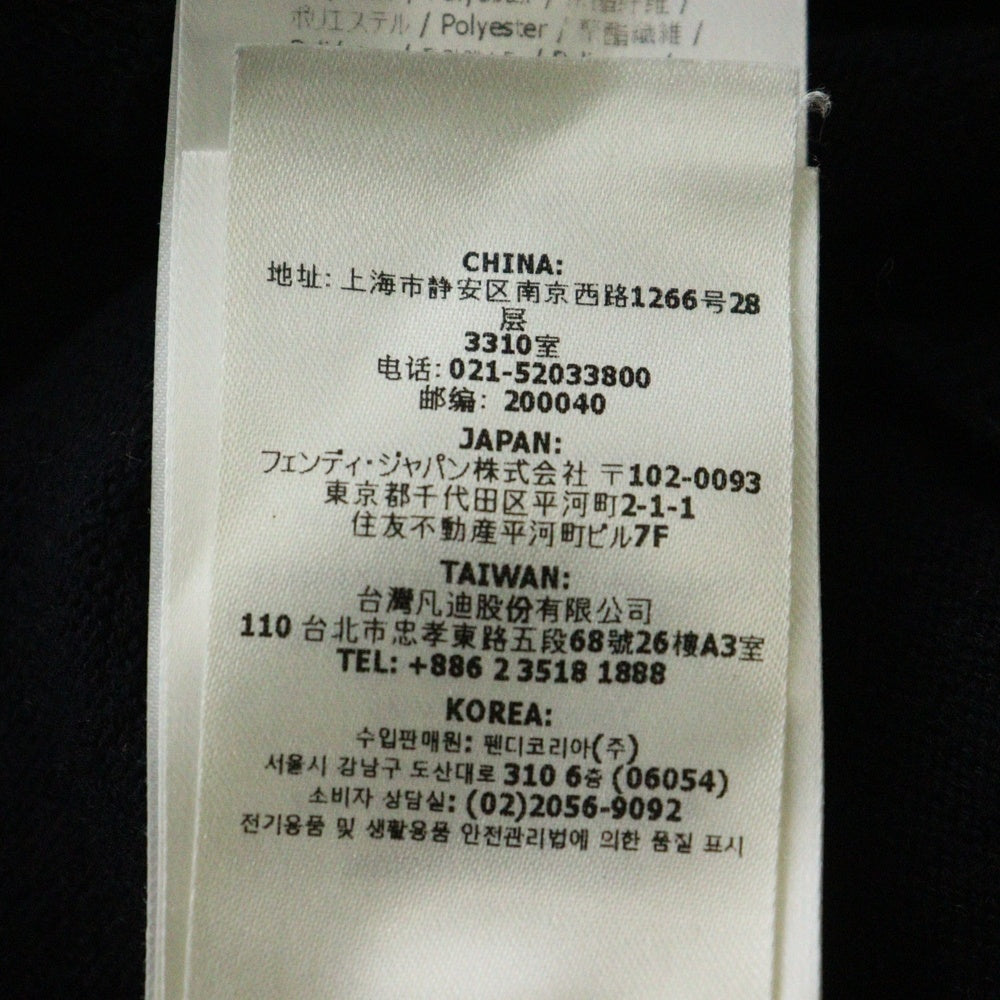 ポリエステル / Polyester / 聚酯纖維 /
CHINA:
地址: 上海市静安区南京西路1266号28
层
3310室
电话: 021-52033800
邮编: 200040
JAPAN:
フェンディ・ジャパン株式会社 〒102-0093
東京都千代田区平河町2-1-1
住友不動産平河町ビル7F
TAIWAN:
台灣凡迪股份有限公司
110 台北市忠孝東路五段68號26樓A3室
TEL: +886 2 3518 1888
KOREA:
수입판매원: 펜디코리아(주)
서울시 강남구 도산대로 310 6층 (06054)
소비자 상담실: (02)2056-9092
전기용품 및 생활용품 안전관리법에 의한 품질 표시